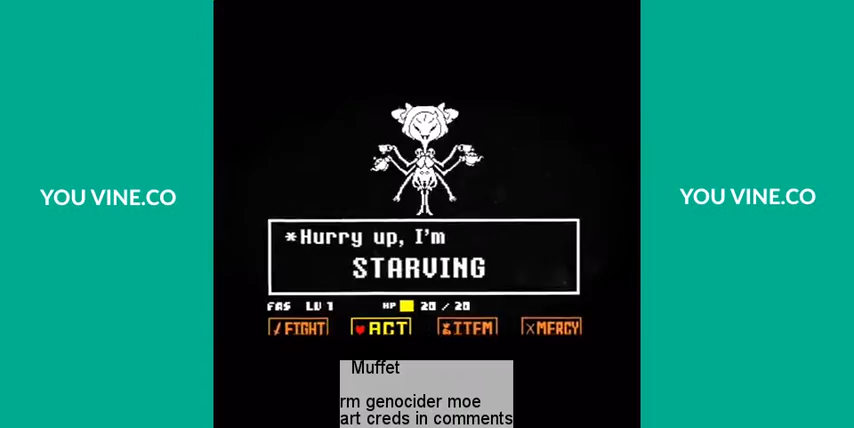 YOU VINE.CO
YOU VINE.CO
*Hurry up, I'm
STARVING
FAS LV 1 HP 20 / 20
FIGHT ACT ITEM MERCY
Muffet
rm genocider moe
art creds in comments